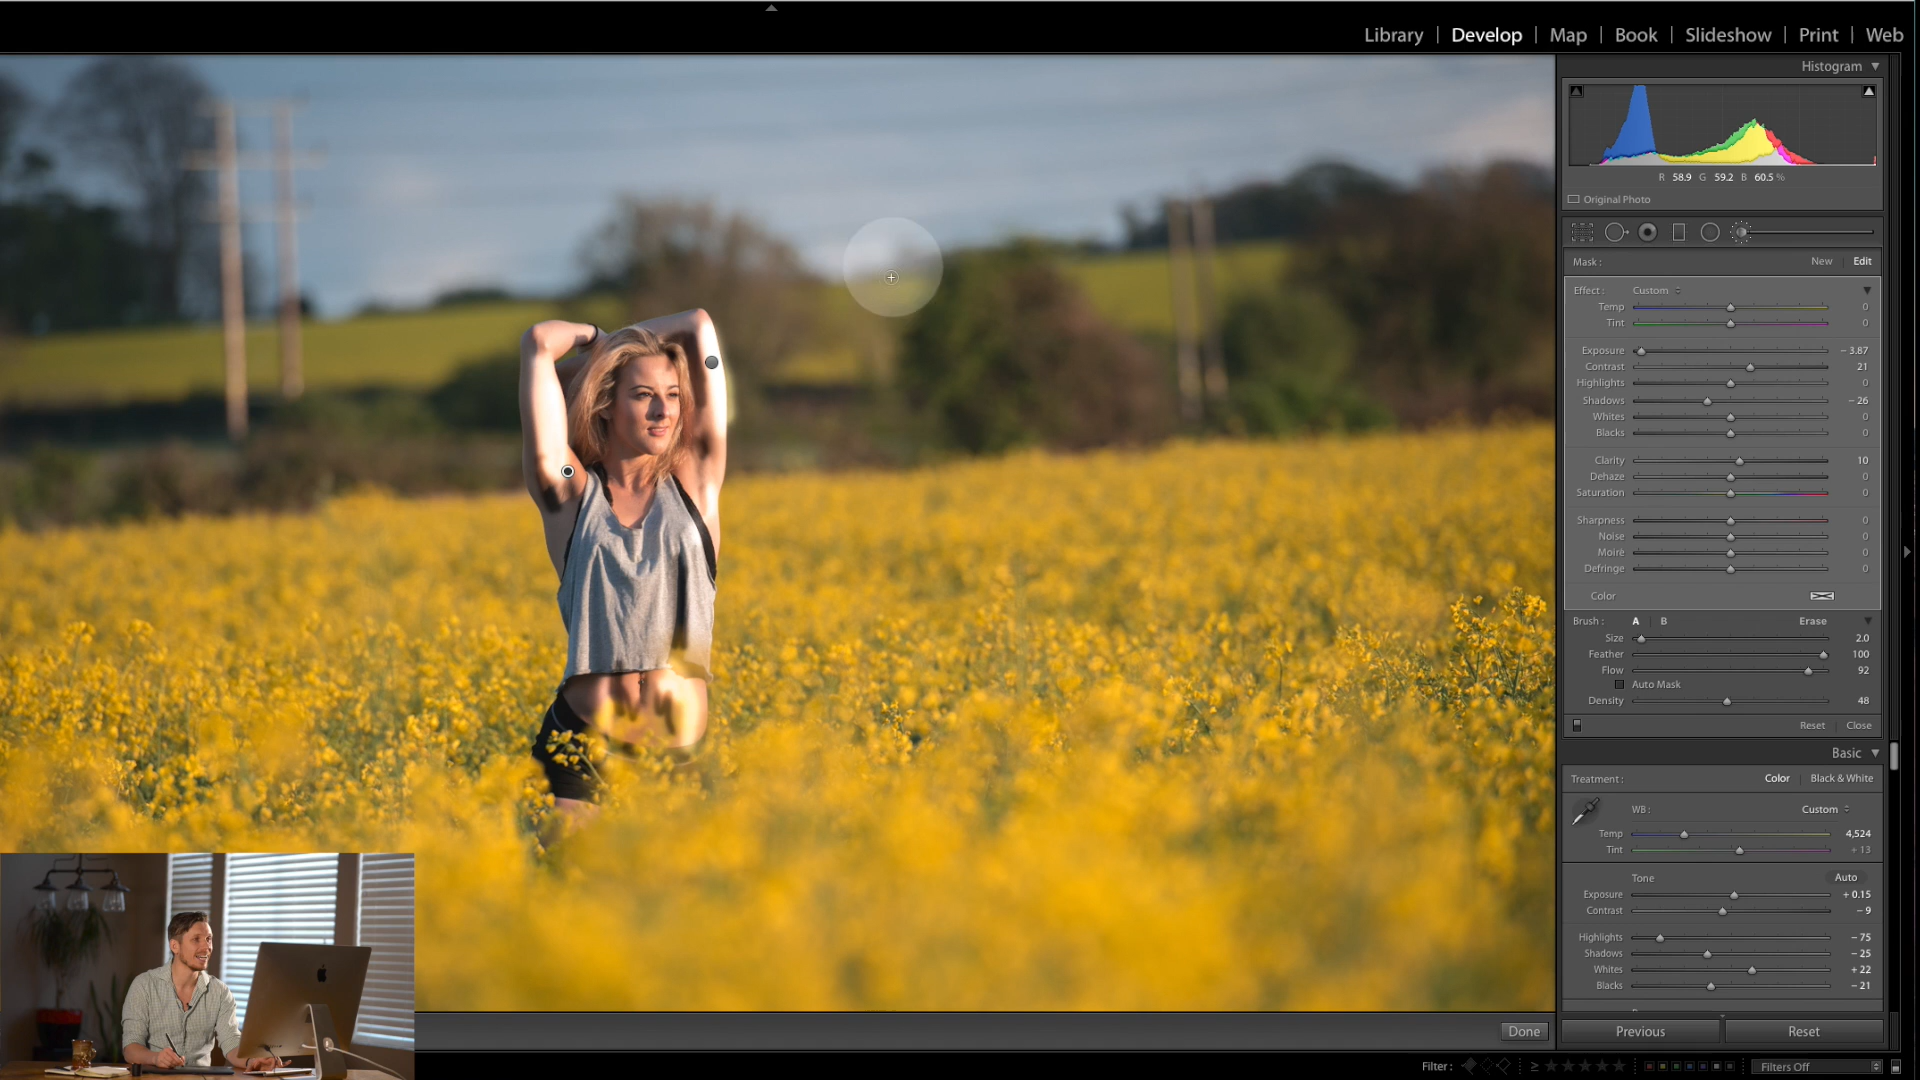 Library | Develop | Map | Book | Slideshow | Print | Web
Histogram
R 58.9 G 59.2 B 60.5 %
Original Photo
Mask : New Edit
Effect : Custom
Temp 0
Tint 0
Exposure – 3.87
Contrast 21
Highlights 0
Shadows – 26
Whites 0
Blacks 0
Clarity 10
Dehaze 0
Saturation 0
Sharpness 0
Noise 0
Moiré 0
Defringe 0
Color
Brush : A B Erase
Size 2.0
Feather 100
Flow 92
Auto Mask
Density 48
Reset Close
Basic
Treatment : Color Black & White
WB : Custom
Temp 4,524
Tint + 13
Tone Auto
Exposure + 0.15
Contrast – 9
Highlights – 75
Shadows – 25
Whites + 22
Blacks – 21
Done Previous Reset
Filter : ≥ Filters Off